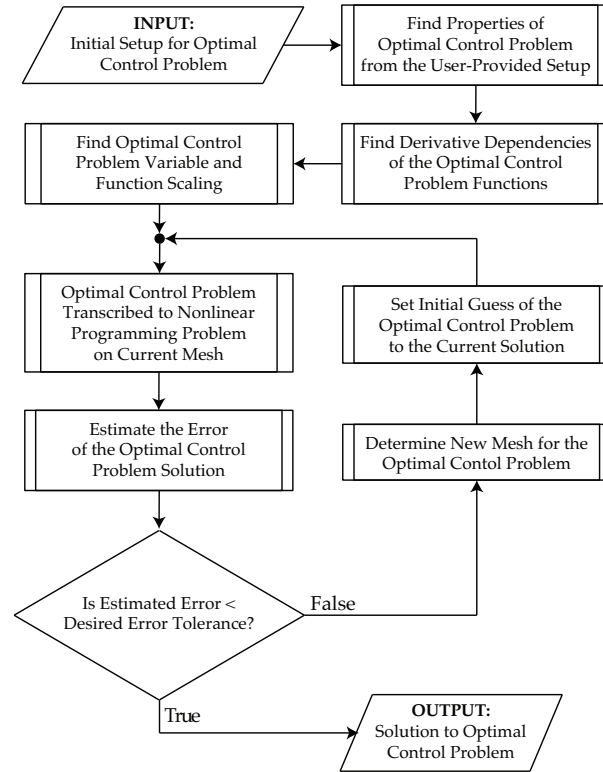 INPUT:
Initial Setup for Optimal
Control Problem
Find Properties of
Optimal Control Problem
from the User-Provided Setup
Find Optimal Control
Problem Variable and
Function Scaling
Find Derivative Dependencies
of the Optimal Control
Problem Functions
Optimal Control Problem
Transcribed to Nonlinear
Programming Problem
on Current Mesh
Set Initial Guess of the
Optimal Control Problem
to the Current Solution
Estimate the Error
of the Optimal Control
Problem Solution
Determine New Mesh for the
Optimal Contol Problem
Is Estimated Error <
Desired Error Tolerance?
False
True
OUTPUT:
Solution to Optimal
Control Problem